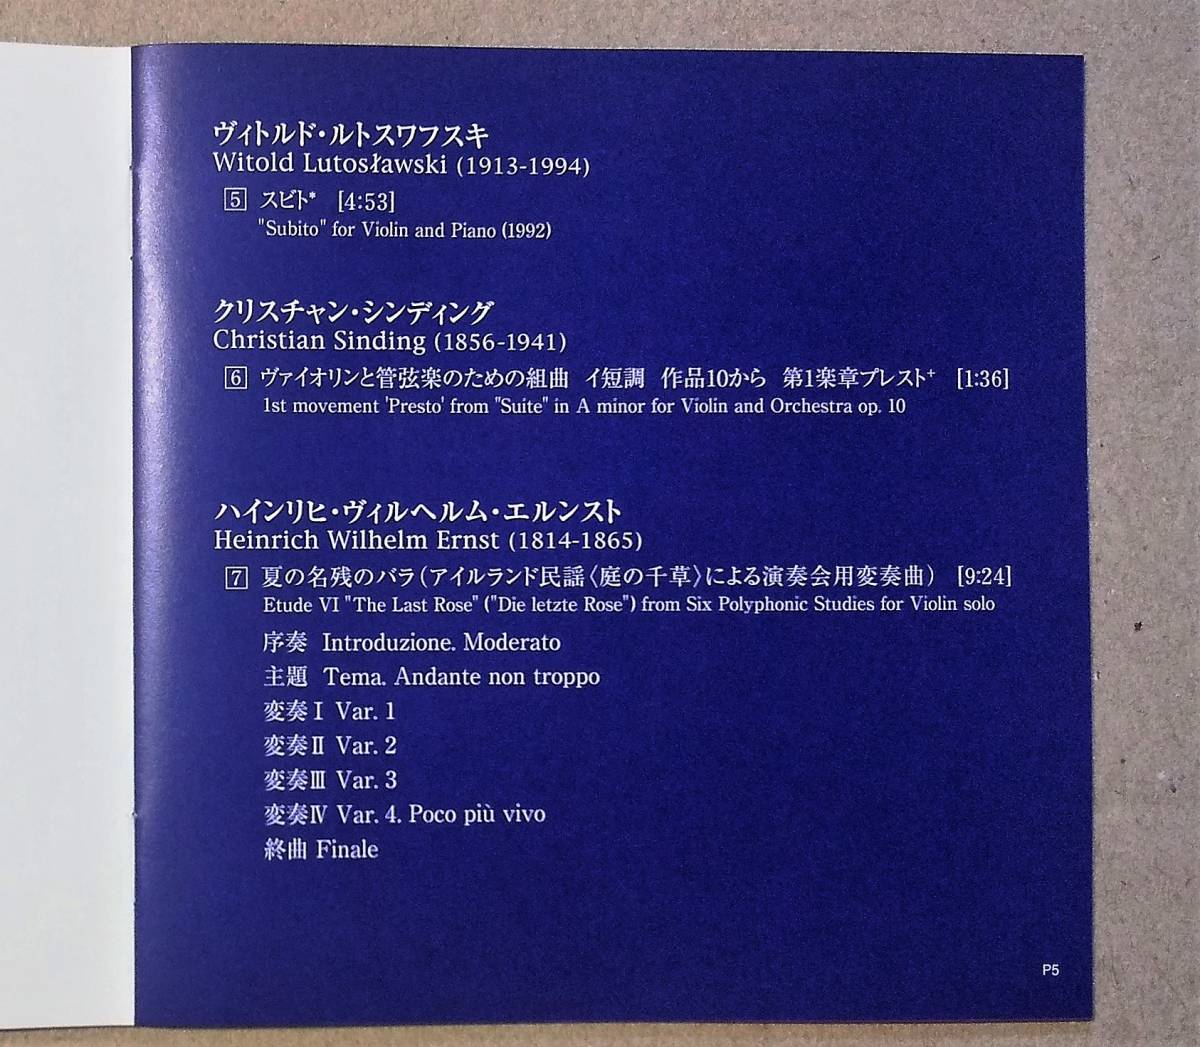 ヴィトルド・ルトスワフスキ
Witold Lutosławski (1913-1994)
5 スビト* [4:53]
"Subito" for Violin and Piano (1992)
クリスチャン・シンディング
Christian Sinding (1856-1941)
6 ヴァイオリンと管弦楽のための組曲 イ短調 作品10から 第1楽章プレスト+ [1:36]
1st movement 'Presto' from "Suite" in A minor for Violin and Orchestra op. 10
ハインリヒ・ヴィルヘルム・エルンスト
Heinrich Wilhelm Ernst (1814-1865)
7 夏の名残のバラ(アイルランド民謡〈庭の千草〉による演奏会用変奏曲) [9:24]
Etude VI "The Last Rose" ("Die letzte Rose") from Six Polyphonic Studies for Violin solo
序奏 Introduzione. Moderato
主題 Tema. Andante non troppo
変奏Ⅰ Var. 1
変奏Ⅱ Var. 2
変奏Ⅲ Var. 3
変奏Ⅳ Var. 4. Poco più vivo
終曲 Finale
P5